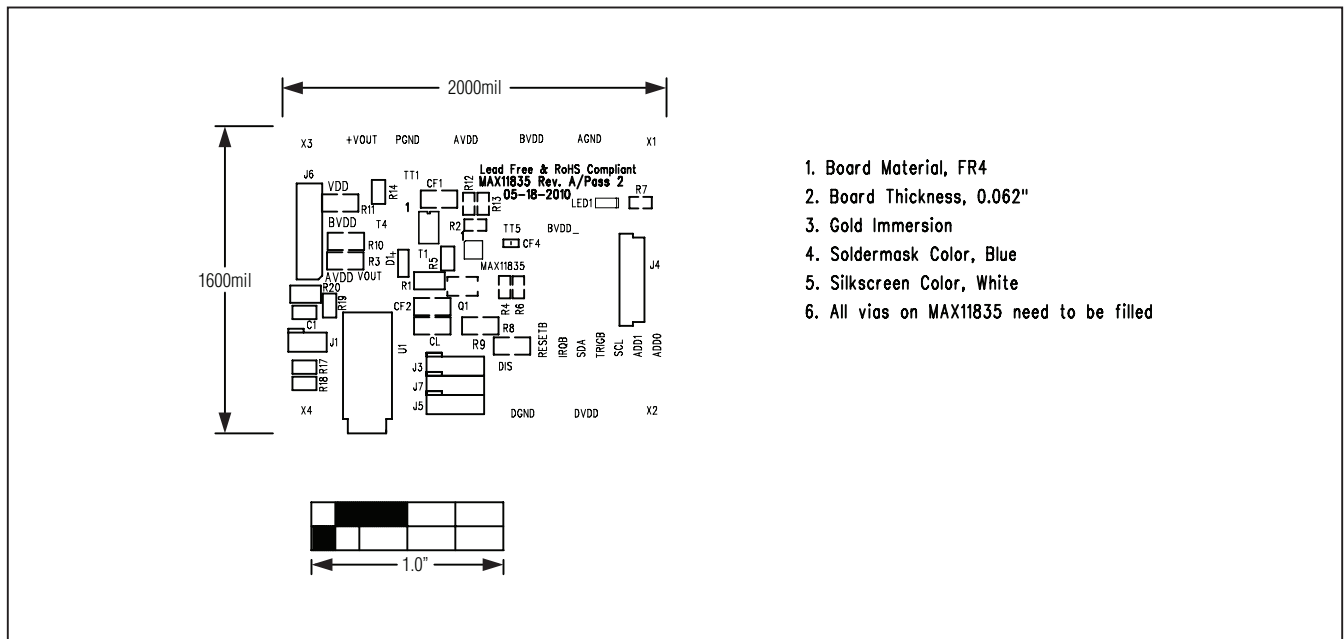 2000mil
1600mil
X3 +VOUT PGND AVDD BVDD AGND X1
Lead Free & RoHS Compliant
MAX11835 Rev. A/Pass 2
05-18-2010
J6
VDD
R11
R14
TT1
CF1
R12
R13
LED1
R7
1
BVDD
T4
R2
1
TT5
BVDD_
R10
R3
D1+
T1
R5
CF4
MAX11835
J4
AVDD
VOUT
R20
R19
R1
CF2
Q1
R4
R6
C1
J1
U1
CL
R9
R8
DIS
RESETB
IRQB
SDA
TRIGB
SCL
ADD1
ADD0
R17
R18
J3
J7
J5
X4
DGND
DVDD
X2
1.0"
1. Board Material, FR4
2. Board Thickness, 0.062"
3. Gold Immersion
4. Soldermask Color, Blue
5. Silkscreen Color, White
6. All vias on MAX11835 need to be filled